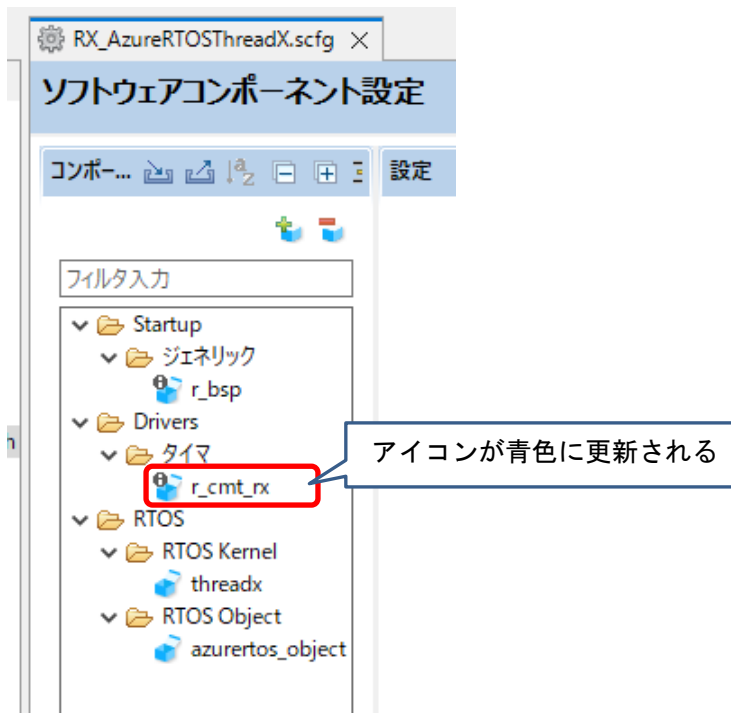 RX_AzureRTOSThreadX.scfg
ソフトウェアコンポーネント設定
コンポー... 設定
フィルタ入力
Startup
ジェネリック
r_bsp
Drivers
タイマ
アイコンが青色に更新される
r_cmt_rx
RTOS
RTOS Kernel
threadx
RTOS Object
azurertos_object